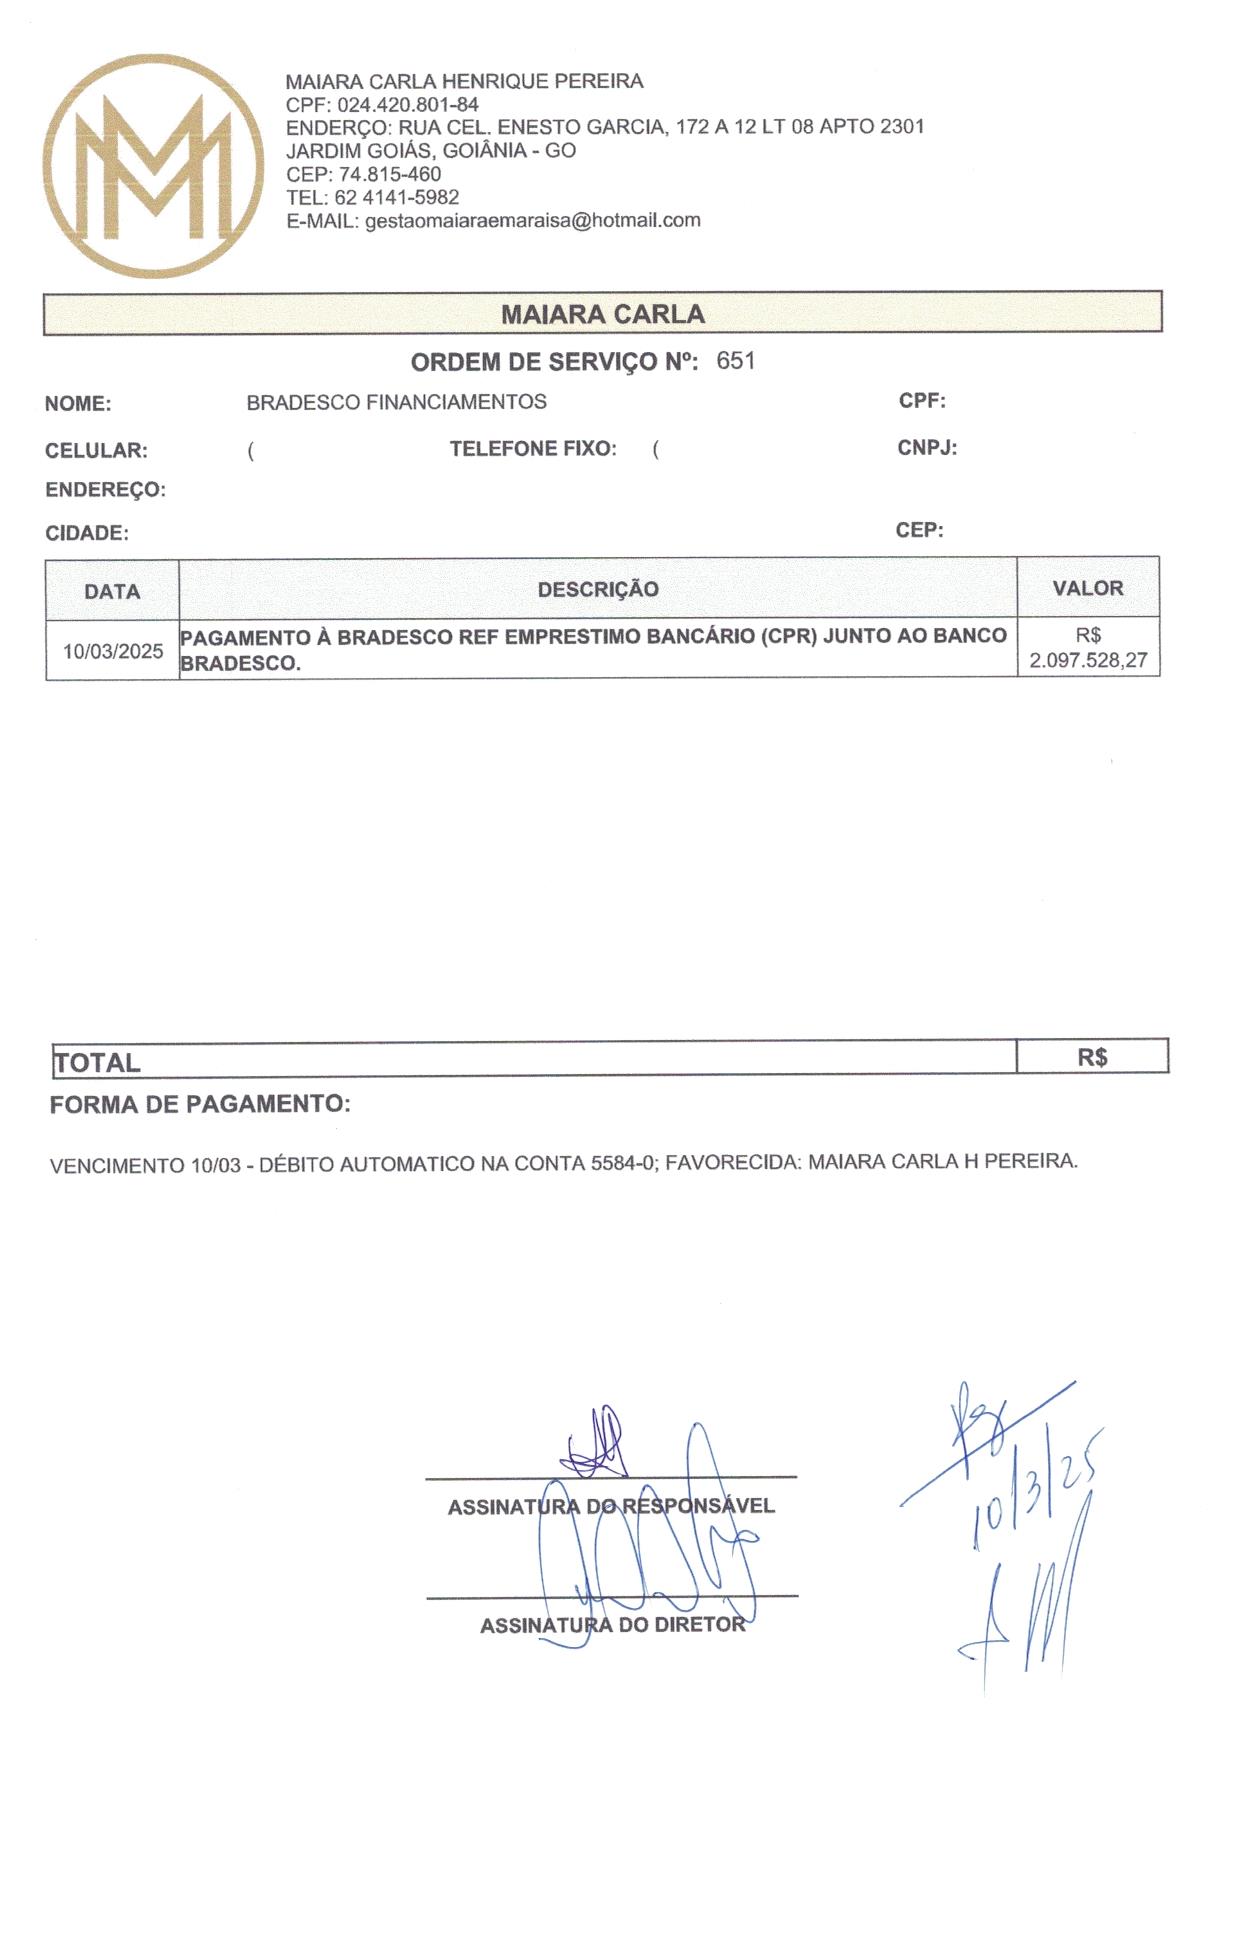 MAIARA CARLA HENRIQUE PEREIRA
CPF: 024.420.801-84
ENDERÇO: RUA CEL. ENESTO GARCIA, 172 A 12 LT 08 APTO 2301
JARDIM GOIÁS, GOIÂNIA - GO
CEP: 74.815-460
TEL: 62 4141-5982
E-MAIL: gestaomaiaraemaraisa@hotmail.com
MAIARA CARLA
ORDEM DE SERVIÇO Nº: 651
NOME: BRADESCO FINANCIAMENTOS CPF:
CELULAR: ( TELEFONE FIXO: ( CNPJ:
ENDEREÇO:
CIDADE: CEP:
DATA DESCRIÇÃO VALOR
10/03/2025 PAGAMENTO À BRADESCO REF EMPRESTIMO BANCÁRIO (CPR) JUNTO AO BANCO BRADESCO. R$ 2.097.528,27
TOTAL R$
FORMA DE PAGAMENTO:
VENCIMENTO 10/03 - DÉBITO AUTOMATICO NA CONTA 5584-0; FAVORECIDA: MAIARA CARLA H PEREIRA.
ASSINATURA DO RESPONSÁVEL
10/3/25
ASSINATURA DO DIRETOR